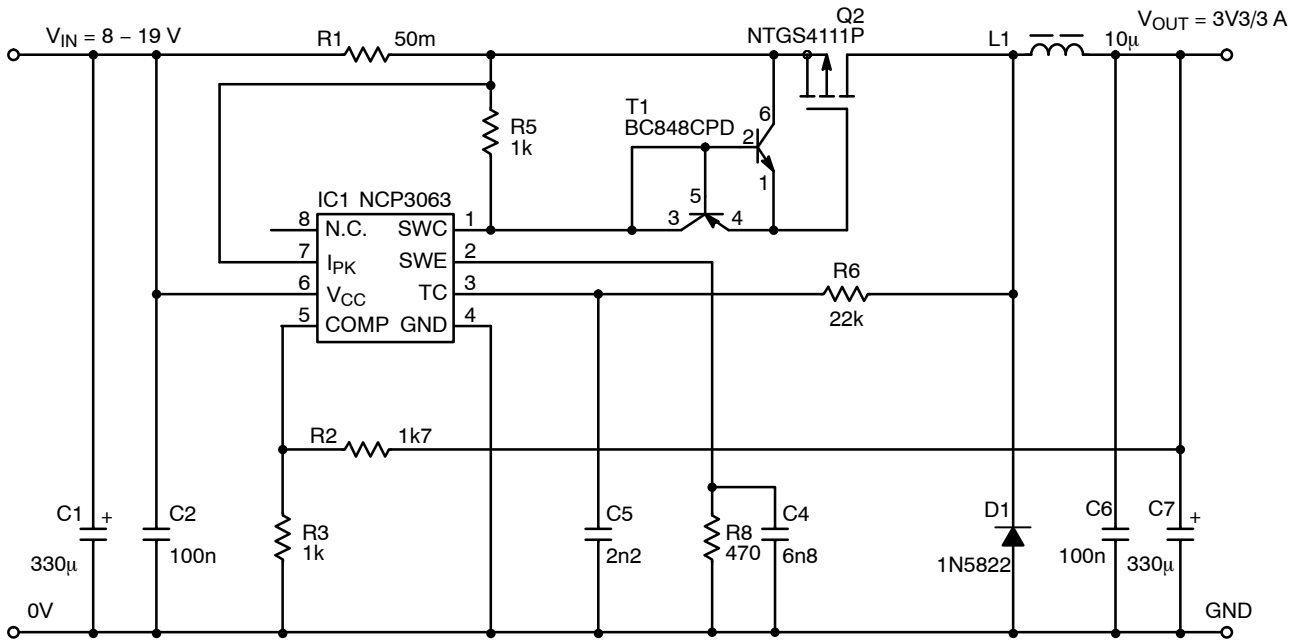 V_IN = 8 – 19 V
R1
50m
Q2
NTGS4111P
L1
10µ
V_OUT = 3V3/3 A
R5
1k
T1
BC848CPD
6
2
1
5
3
4
IC1 NCP3063
8 N.C. SWC 1
7 I_PK SWE 2
6 V_CC TC 3
5 COMP GND 4
R6
22k
R2
1k7
C1
+
330µ
C2
100n
R3
1k
C5
2n2
R8
470
C4
6n8
D1
1N5822
C6
100n
C7
+
330µ
0V
GND